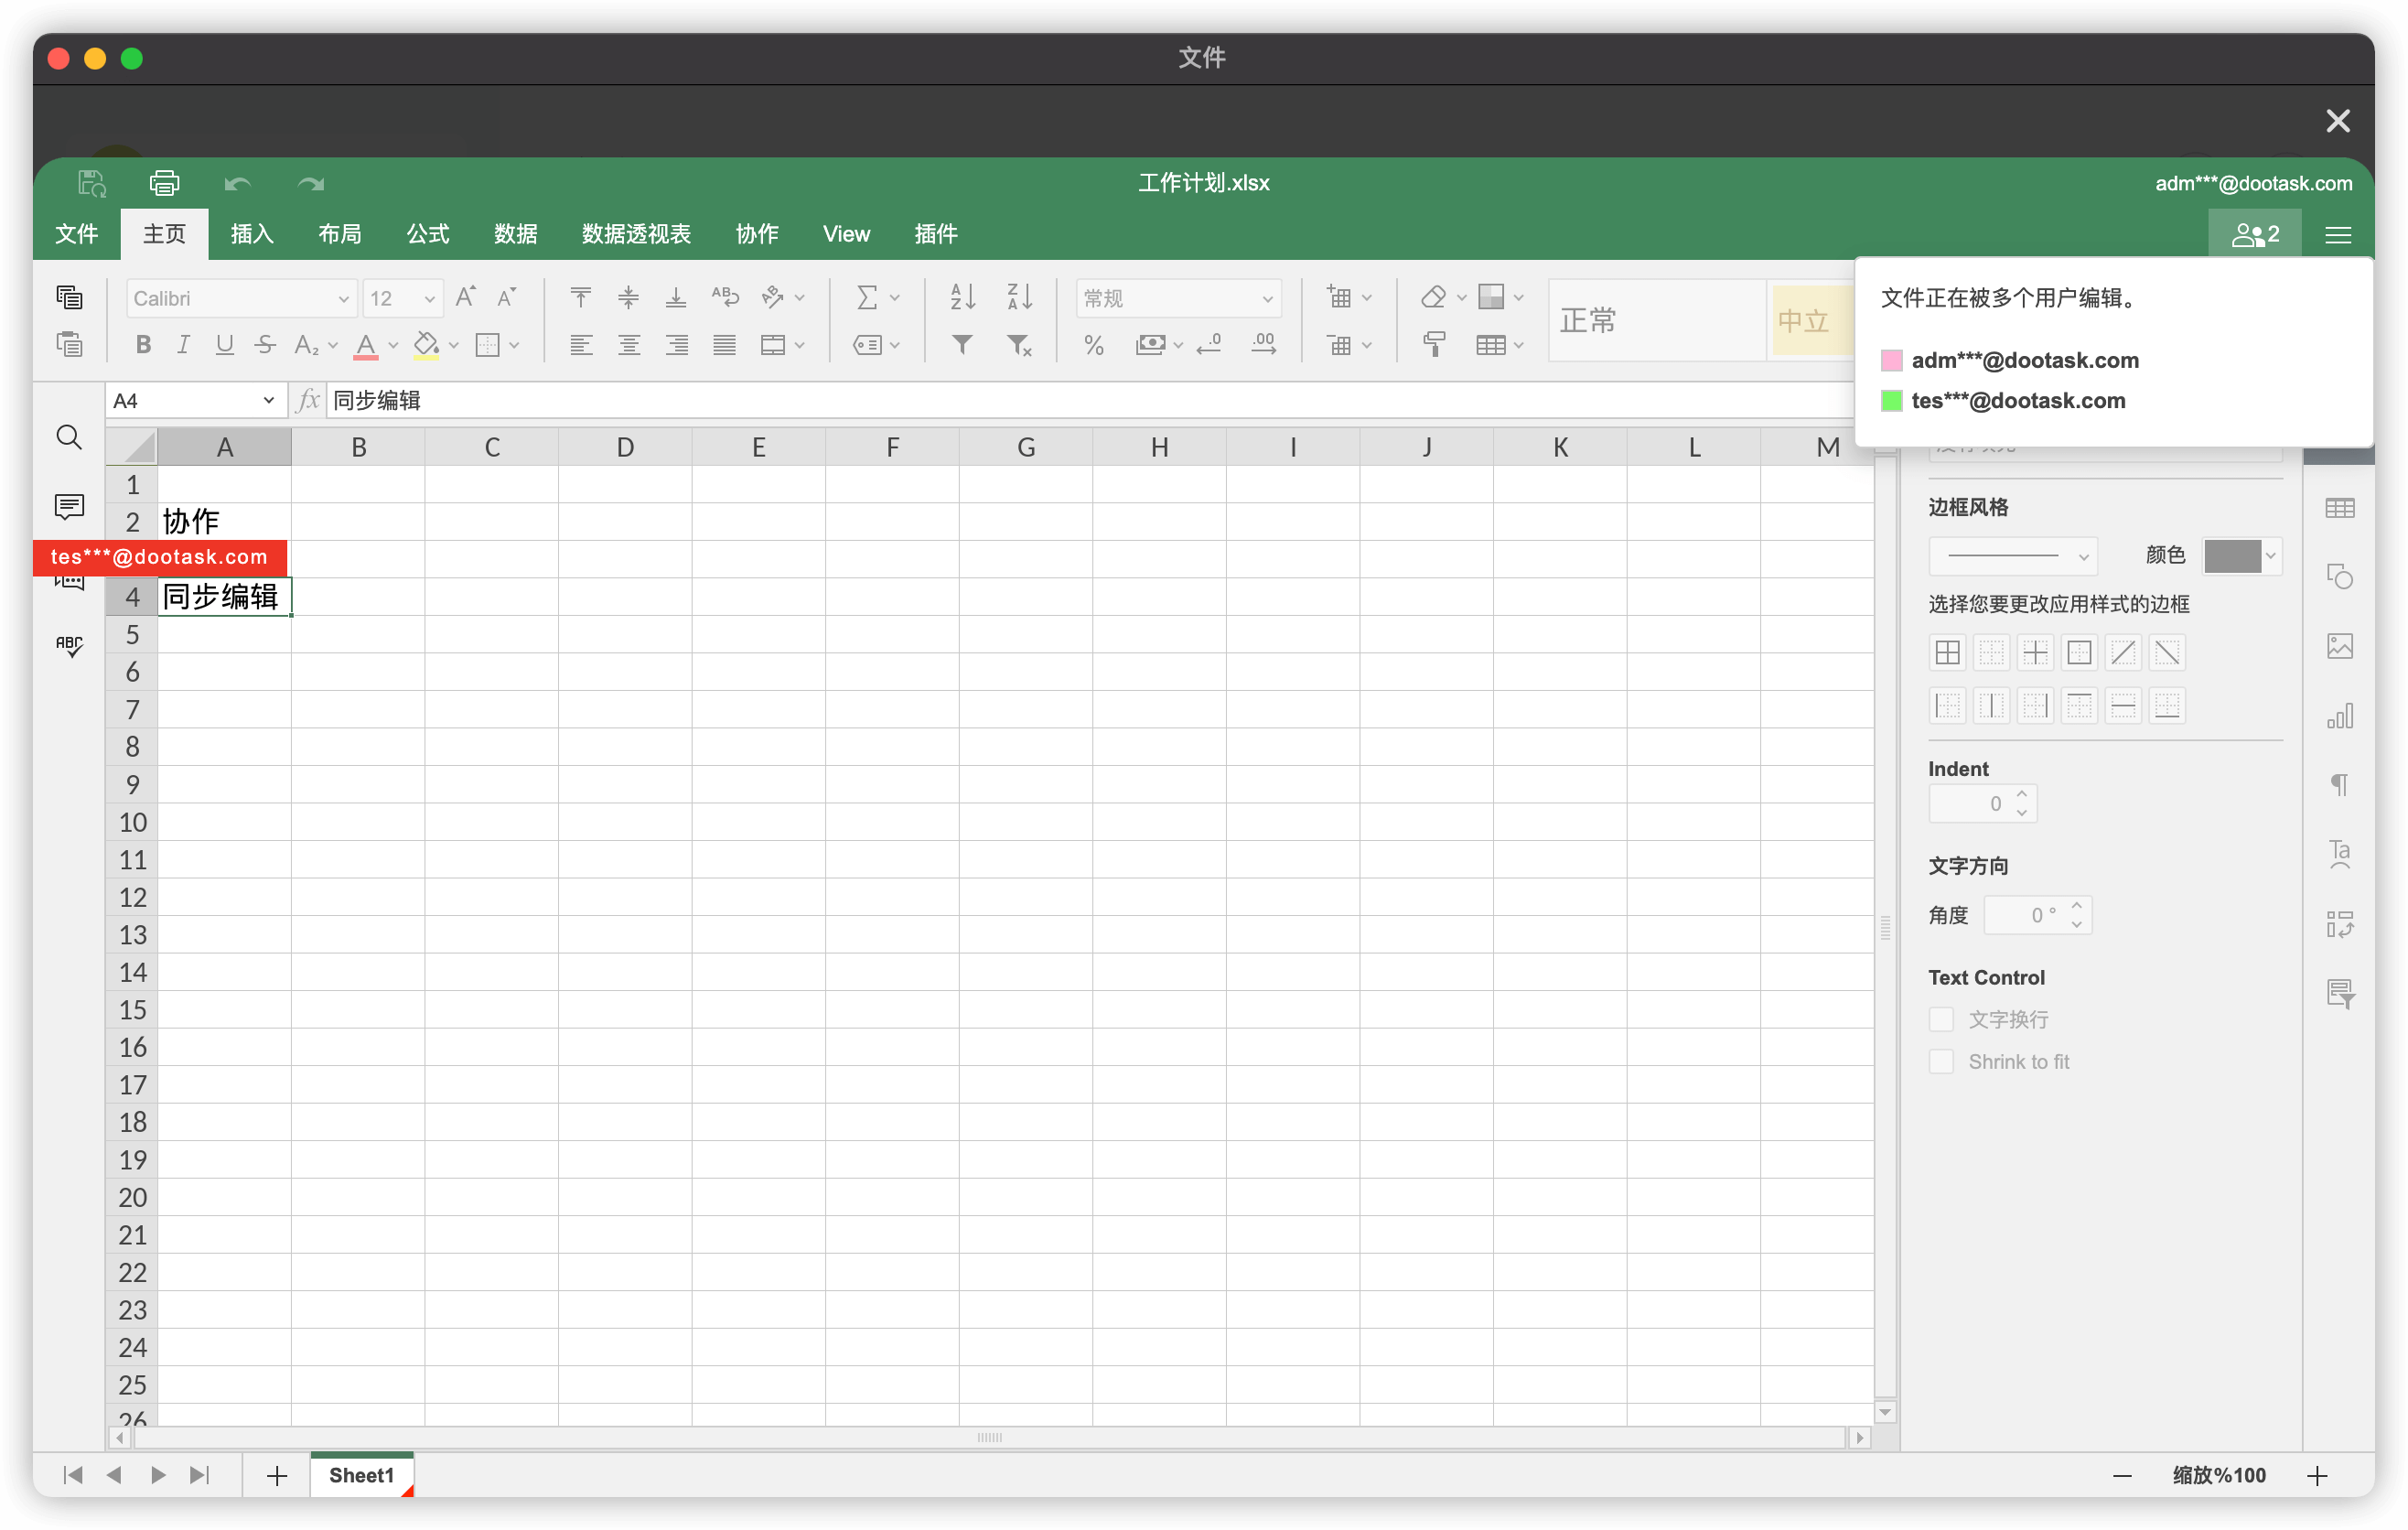 文件
工作计划.xlsx
adm***@dootask.com
文件 主页 插入 布局 公式 数据 数据透视表 协作 View 插件
2
Calibri 12
常规
正常
中立
文件正在被多个用户编辑。
adm***@dootask.com
tes***@dootask.com
A4 fx 同步编辑
A B C D E F G H I J K L M
1
2 协作
tes***@dootask.com
4 同步编辑
5
6
7
8
9
10
11
12
13
14
15
16
17
18
19
20
21
22
23
24
25
26
边框风格
颜色
选择您要更改应用样式的边框
Indent
0
文字方向
角度 0 °
Text Control
文字换行
Shrink to fit
Sheet1
缩放%100